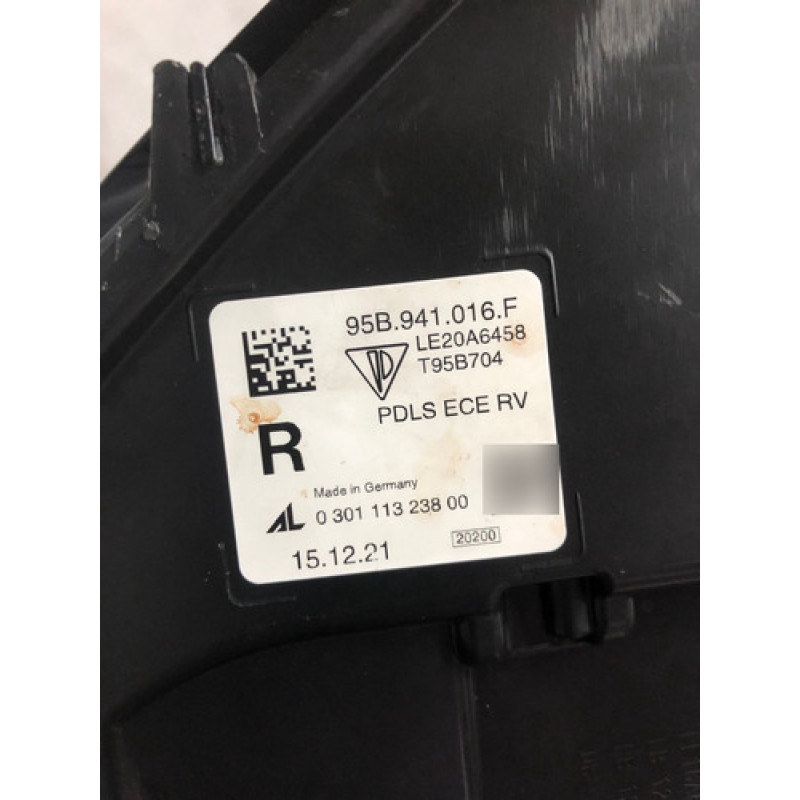 95B.941.016.F
LE20A6458
T95B704
PDLS ECE RV
R
Made in Germany
AL 0 301 113 238 00
15.12.21
20200